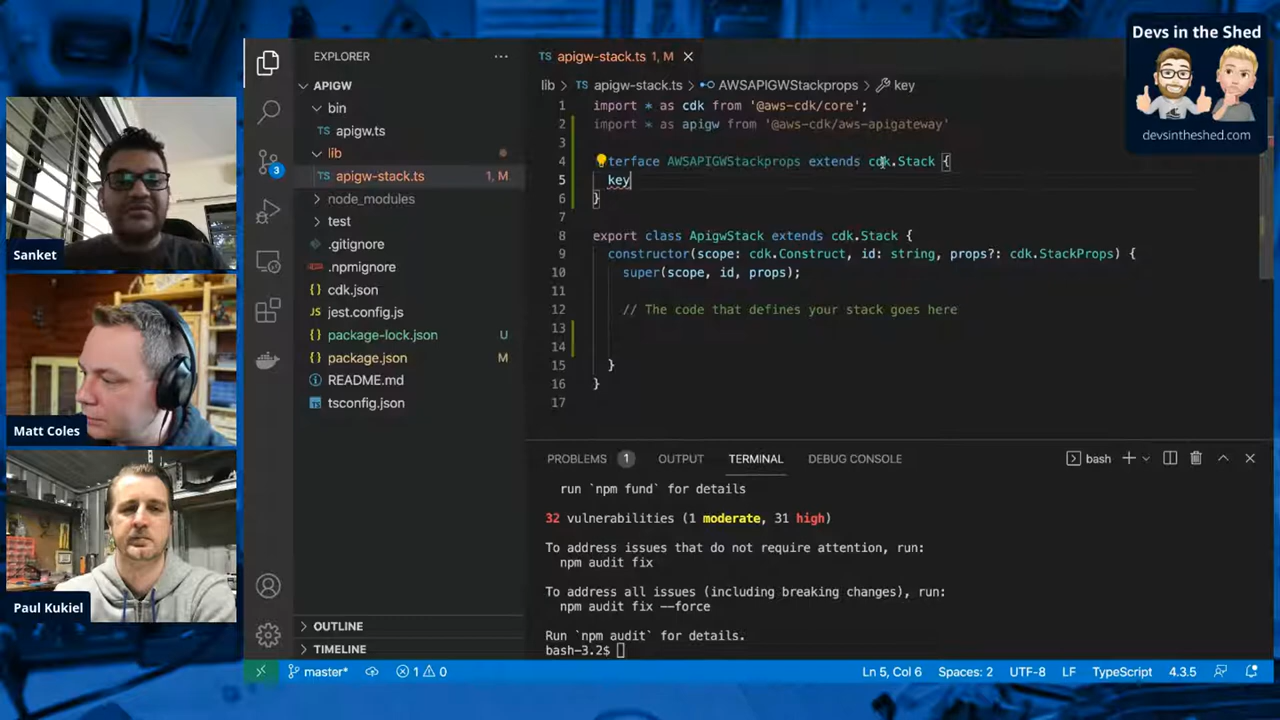 Devs in the Shed
devsintheshed.com
Sanket
Matt Coles
Paul Kukiel
EXPLORER
APIGW
bin
TS apigw.ts
lib
TS apigw-stack.ts 1, M
node_modules
test
.gitignore
.npmignore
{} cdk.json
jest.config.js
{} package-lock.json U
{} package.json M
README.md
tsconfig.json
OUTLINE
TIMELINE
3
TS apigw-stack.ts 1, M
lib > TS apigw-stack.ts > AWSAPIGWStackprops > key
1 import * as cdk from '@aws-cdk/core';
2 import * as apigw from '@aws-cdk/aws-apigateway'
3
4 terface AWSAPIGWStackprops extends cdk.Stack {
5 key
6 }
7
8 export class ApigwStack extends cdk.Stack {
9 constructor(scope: cdk.Construct, id: string, props?: cdk.StackProps) {
10 super(scope, id, props);
11
12 // The code that defines your stack goes here
13
14
15 }
16 }
17
PROBLEMS 1 OUTPUT TERMINAL DEBUG CONSOLE bash
run `npm fund` for details
32 vulnerabilities (1 moderate, 31 high)
To address issues that do not require attention, run:
npm audit fix
To address all issues (including breaking changes), run:
npm audit fix --force
Run `npm audit` for details.
bash-3.2$
master* 1 0 Ln 5, Col 6 Spaces: 2 UTF-8 LF TypeScript 4.3.5